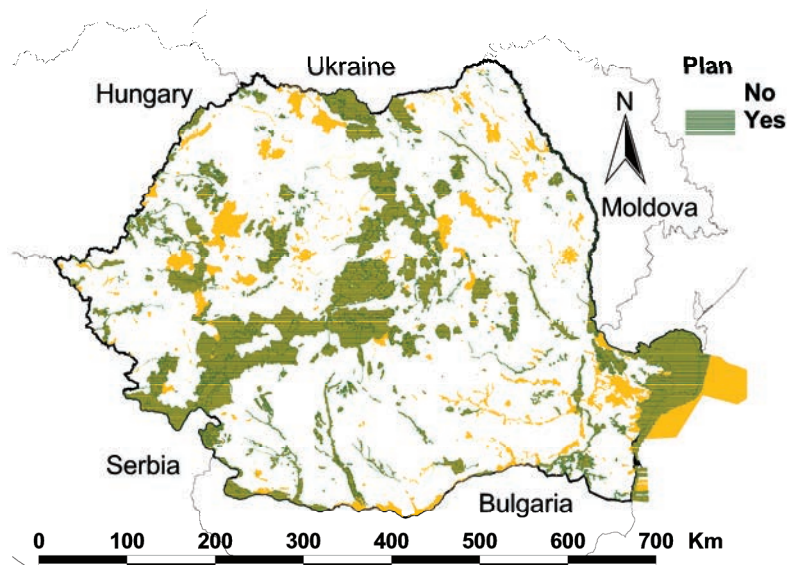 Ukraine
Plan
Hungary
No
N
Yes
Moldova
Serbia
Bulgaria
0 100 200 300 400 500 600 700 Km